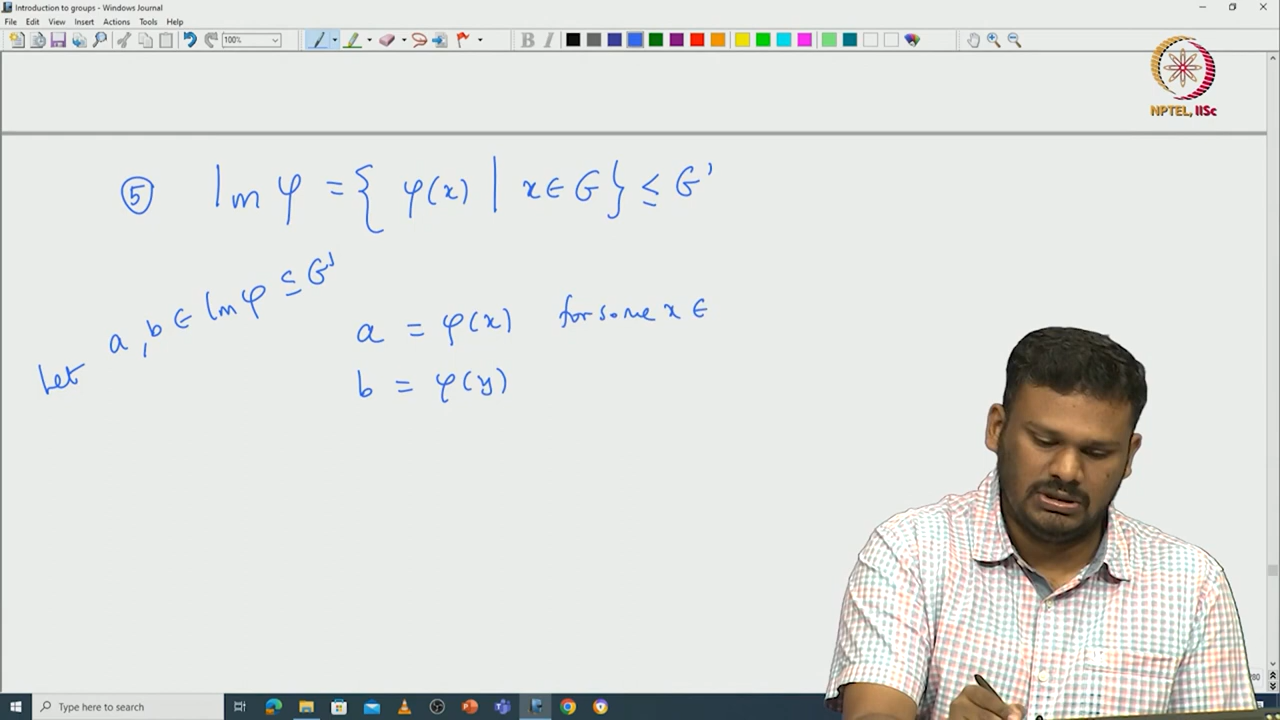 Introduction to groups - Windows Journal
File Edit View Insert Actions Tools Help
100%
B I
NPTEL, IISc
⑤ Im φ = { φ(x) | x ∈ G } ≤ G'
Let a, b ∈ Im φ ⊆ G'
a = φ(x) for some x ∈
b = φ(y)
Type here to search